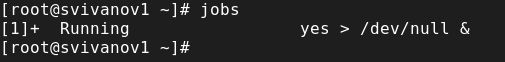 [root@svivanov1 ~]# jobs
[1]+  Running                 yes > /dev/null &
[root@svivanov1 ~]#